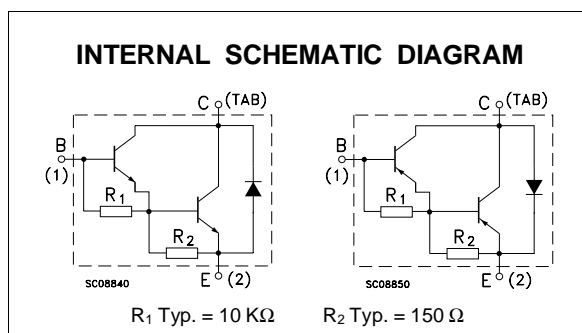 INTERNAL SCHEMATIC DIAGRAM
C (TAB)
B
(1)
R1
R2
E (2)
SC08840
C (TAB)
B
(1)
R1
R2
E (2)
SC08850
R1 Typ. = 10 KΩ R2 Typ. = 150 Ω